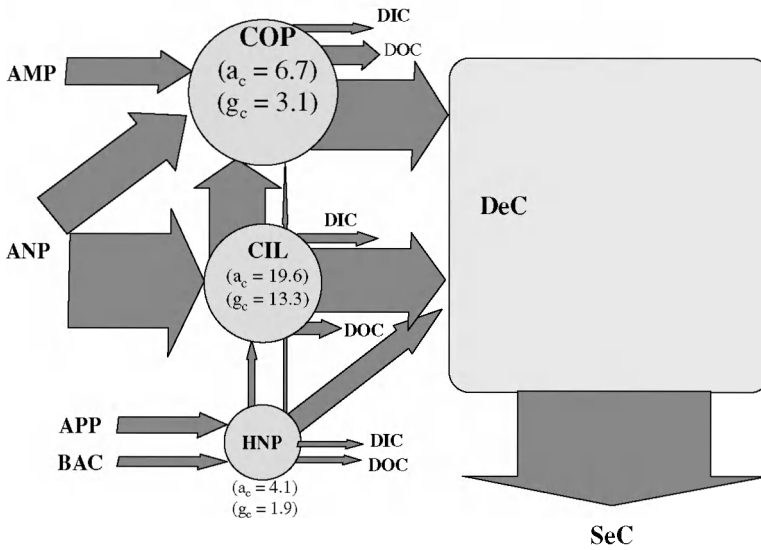 DIC
COP
DOC
AMP
(a_c = 6.7)
(g_c = 3.1)
DeC
DIC
ANP
CIL
(a_c = 19.6)
(g_c = 13.3)
DOC
APP
HNP
DIC
BAC
DOC
(a_c = 4.1)
(g_c = 1.9)
SeC